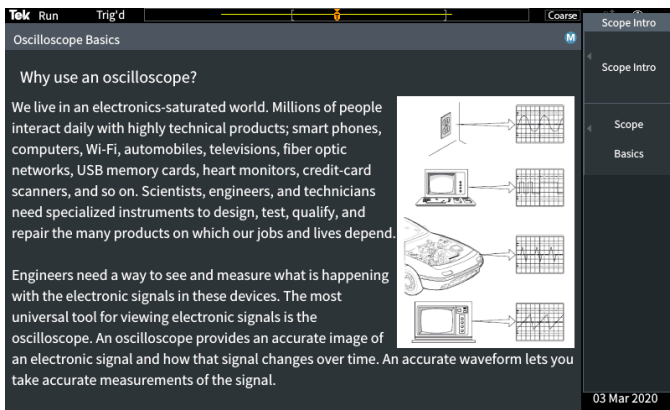 Tek Run Trig'd Coarse
Scope Intro
Oscilloscope Basics M
Why use an oscilloscope?
We live in an electronics-saturated world. Millions of people
interact daily with highly technical products; smart phones,
computers, Wi-Fi, automobiles, televisions, fiber optic
networks, USB memory cards, heart monitors, credit-card
scanners, and so on. Scientists, engineers, and technicians
need specialized instruments to design, test, qualify, and
repair the many products on which our jobs and lives depend.
Engineers need a way to see and measure what is happening
with the electronic signals in these devices. The most
universal tool for viewing electronic signals is the
oscilloscope. An oscilloscope provides an accurate image of
an electronic signal and how that signal changes over time. An accurate waveform lets you
take accurate measurements of the signal.
Scope Intro
Scope
Basics
03 Mar 2020